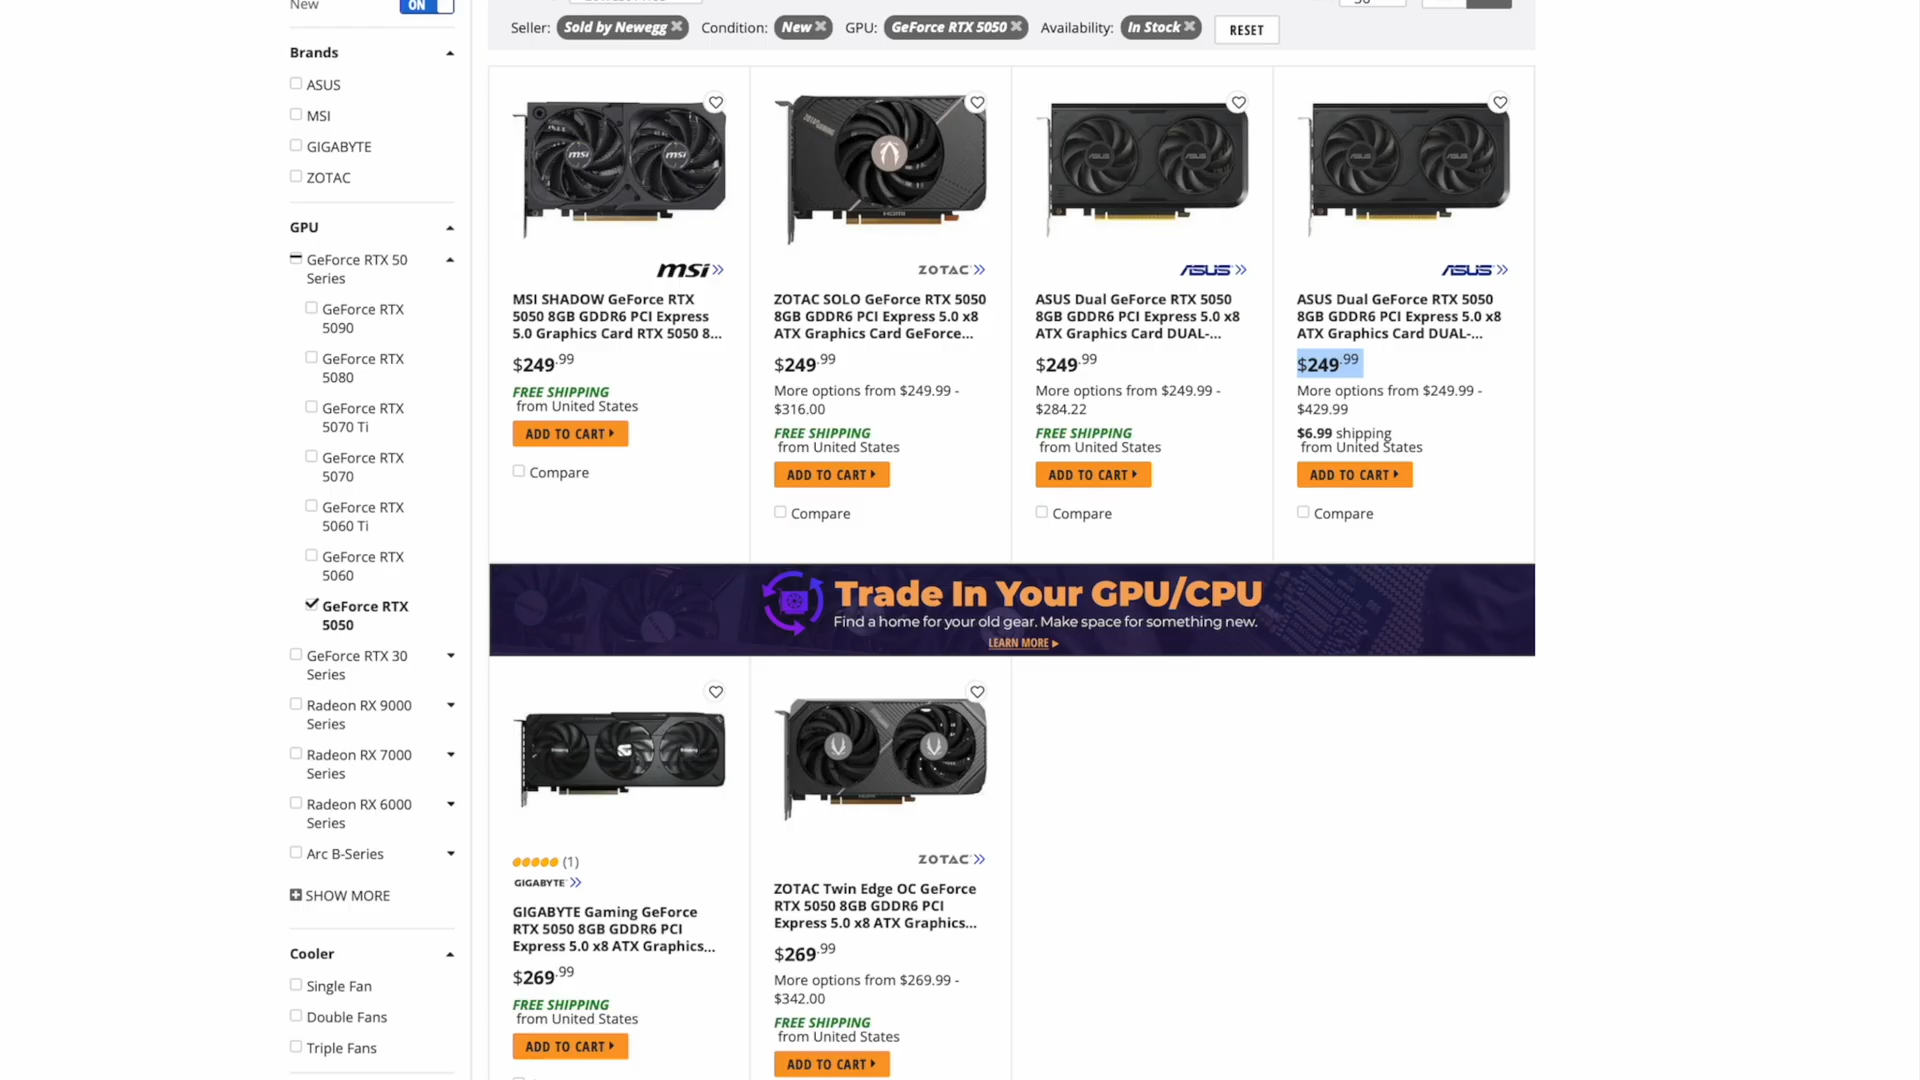 New
ON
Seller: Sold by Newegg Condition: New GPU: GeForce RTX 5050 Availability: In Stock RESET
Brands
ASUS
MSI
GIGABYTE
ZOTAC
GPU
GeForce RTX 50
Series
GeForce RTX
5090
GeForce RTX
5080
GeForce RTX
5070 Ti
GeForce RTX
5070
GeForce RTX
5060 Ti
GeForce RTX
5060
GeForce RTX
5050
GeForce RTX 30
Series
Radeon RX 9000
Series
Radeon RX 7000
Series
Radeon RX 6000
Series
Arc B-Series
SHOW MORE
Cooler
Single Fan
Double Fans
Triple Fans
msi
msi
msi
MSI SHADOW GeForce RTX
5050 8GB GDDR6 PCI Express
5.0 Graphics Card RTX 5050 8...
$249.99
FREE SHIPPING
from United States
ADD TO CART
Compare
ZOTAC GAMING
HDMI
ZOTAC
ZOTAC SOLO GeForce RTX 5050
8GB GDDR6 PCI Express 5.0 x8
ATX Graphics Card GeForce...
$249.99
More options from $249.99 -
$316.00
FREE SHIPPING
from United States
ADD TO CART
Compare
ASUS
ASUS
ASUS
ASUS Dual GeForce RTX 5050
8GB GDDR6 PCI Express 5.0 x8
ATX Graphics Card DUAL-...
$249.99
More options from $249.99 -
$284.22
FREE SHIPPING
from United States
ADD TO CART
Compare
ASUS
ASUS
ASUS
ASUS Dual GeForce RTX 5050
8GB GDDR6 PCI Express 5.0 x8
ATX Graphics Card DUAL-...
$249.99
More options from $249.99 -
$429.99
$6.99 shipping
from United States
ADD TO CART
Compare
Trade In Your GPU/CPU
Find a home for your old gear. Make space for something new.
LEARN MORE
(1)
GIGABYTE
GIGABYTE Gaming GeForce
RTX 5050 8GB GDDR6 PCI
Express 5.0 x8 ATX Graphics...
$269.99
FREE SHIPPING
from United States
ADD TO CART
ZOTAC
ZOTAC Twin Edge OC GeForce
RTX 5050 8GB GDDR6 PCI
Express 5.0 x8 ATX Graphics...
$269.99
More options from $269.99 -
$342.00
FREE SHIPPING
from United States
ADD TO CART